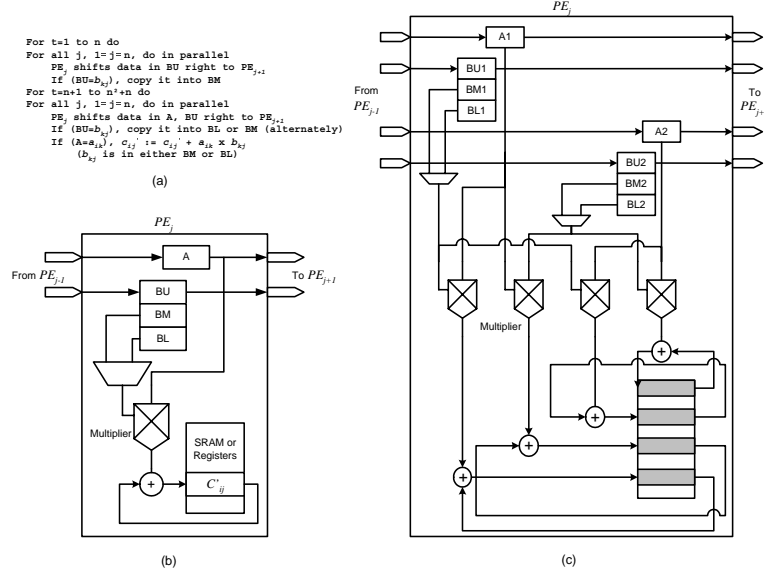 For t=1 to n do
For all j, 1=j=n, do in parallel
PEj shifts data in BU right to PEj+1
If (BU=bkj), copy it into BM
For t=n+1 to n²+n do
For all j, 1=j=n, do in parallel
PEj shifts data in A, BU right to PEj+1
If (BU=bkj), copy it into BL or BM (alternately)
If (A=aik), cij' := cij' + aik x bkj
(bkj is in either BM or BL)
(a)
PEj
A
From PEj-1
To PEj+1
BU
BM
BL
Multiplier
SRAM or
Registers
+
C'ij
(b)
PEj
A1
BU1
From
PEj-1
BM1
To
PEj+
BL1
A2
BU2
BM2
BL2
Multiplier
+
+
+
+
(c)